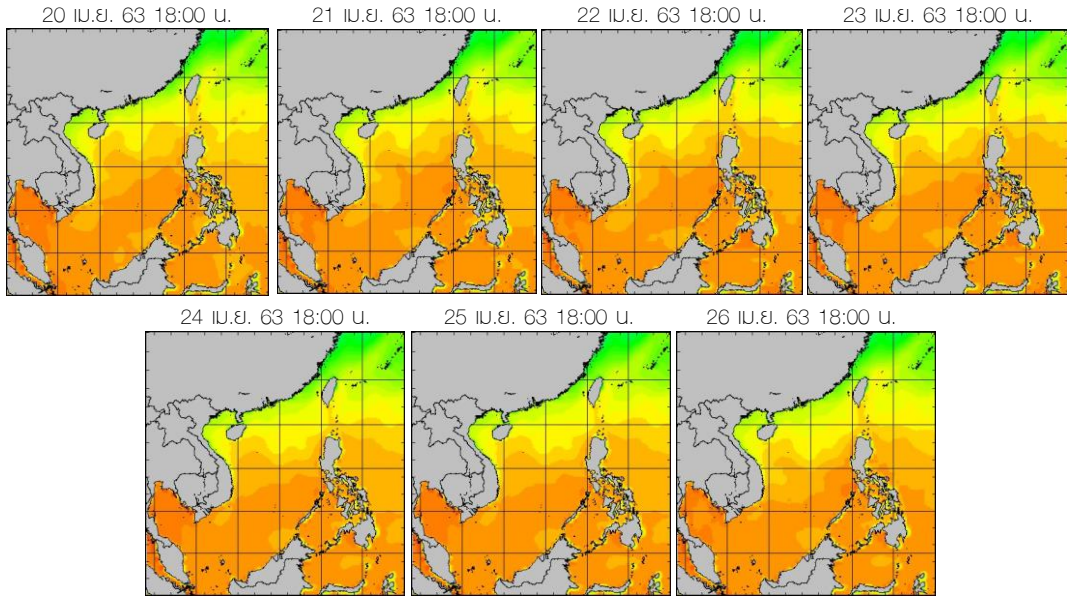 20 เม.ย. 63 18:00 น.
21 เม.ย. 63 18:00 น.
22 เม.ย. 63 18:00 น.
23 เม.ย. 63 18:00 น.
24 เม.ย. 63 18:00 น.
25 เม.ย. 63 18:00 น.
26 เม.ย. 63 18:00 น.